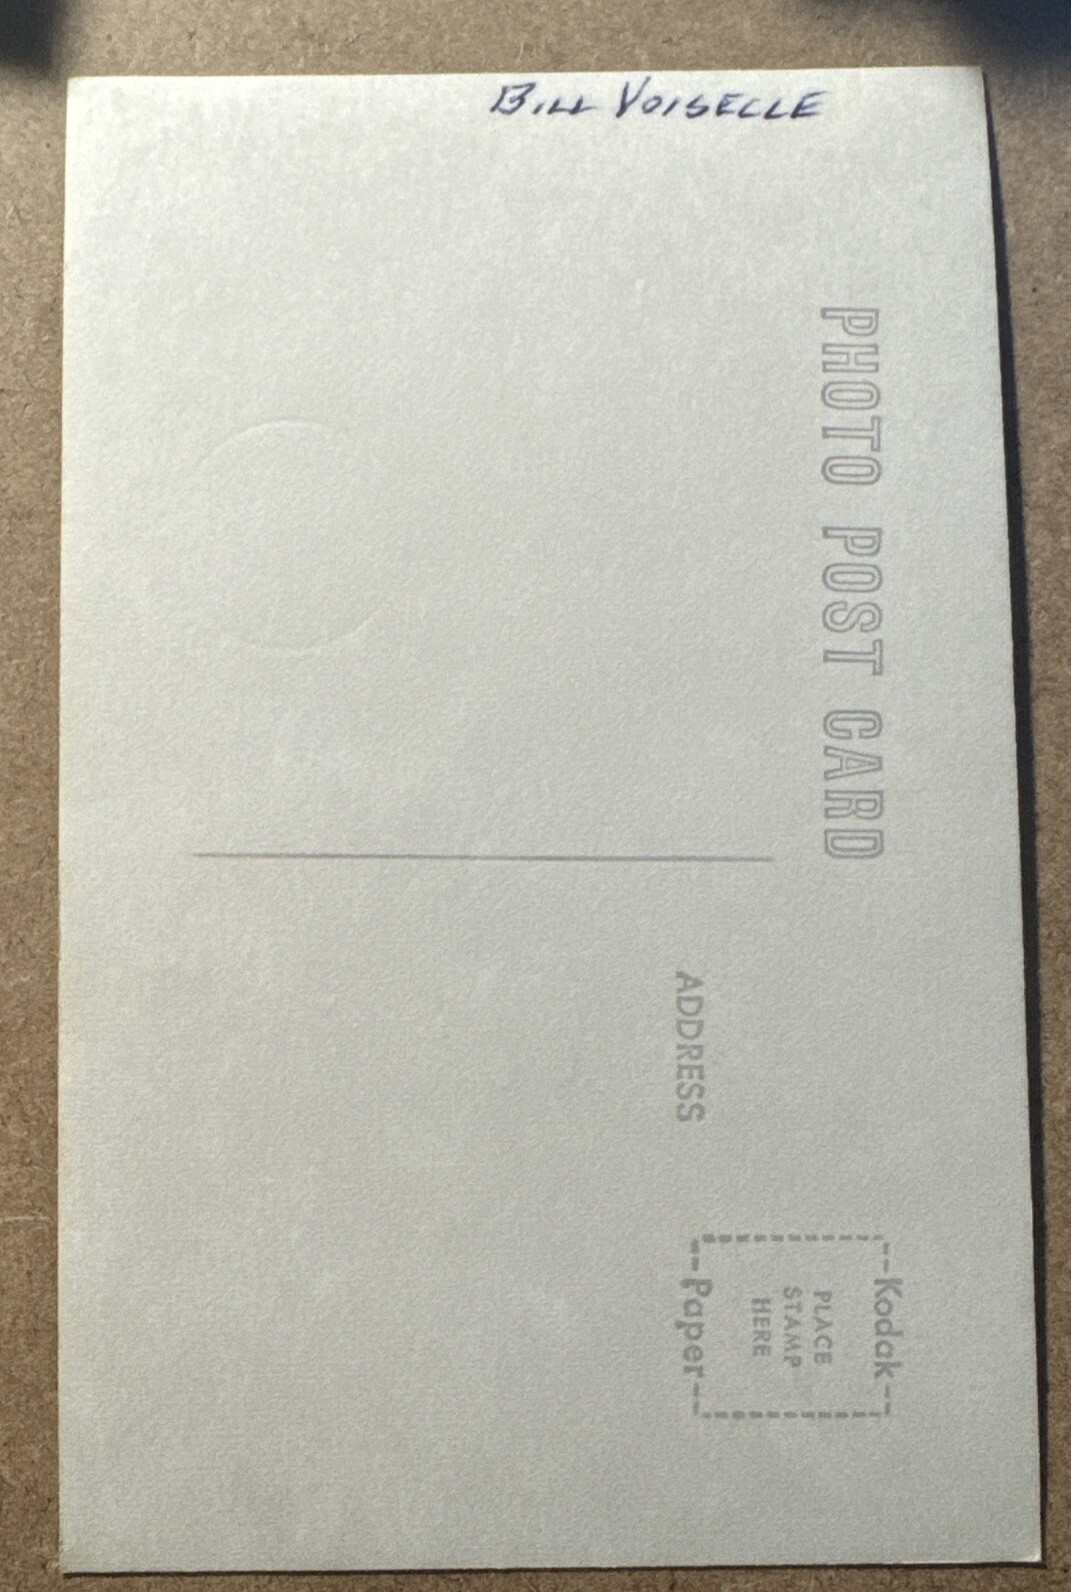 BILL VOISELLE
PHOTO POST CARD
ADDRESS
--Kodak--
PLACE
STAMP
HERE
--Paper--